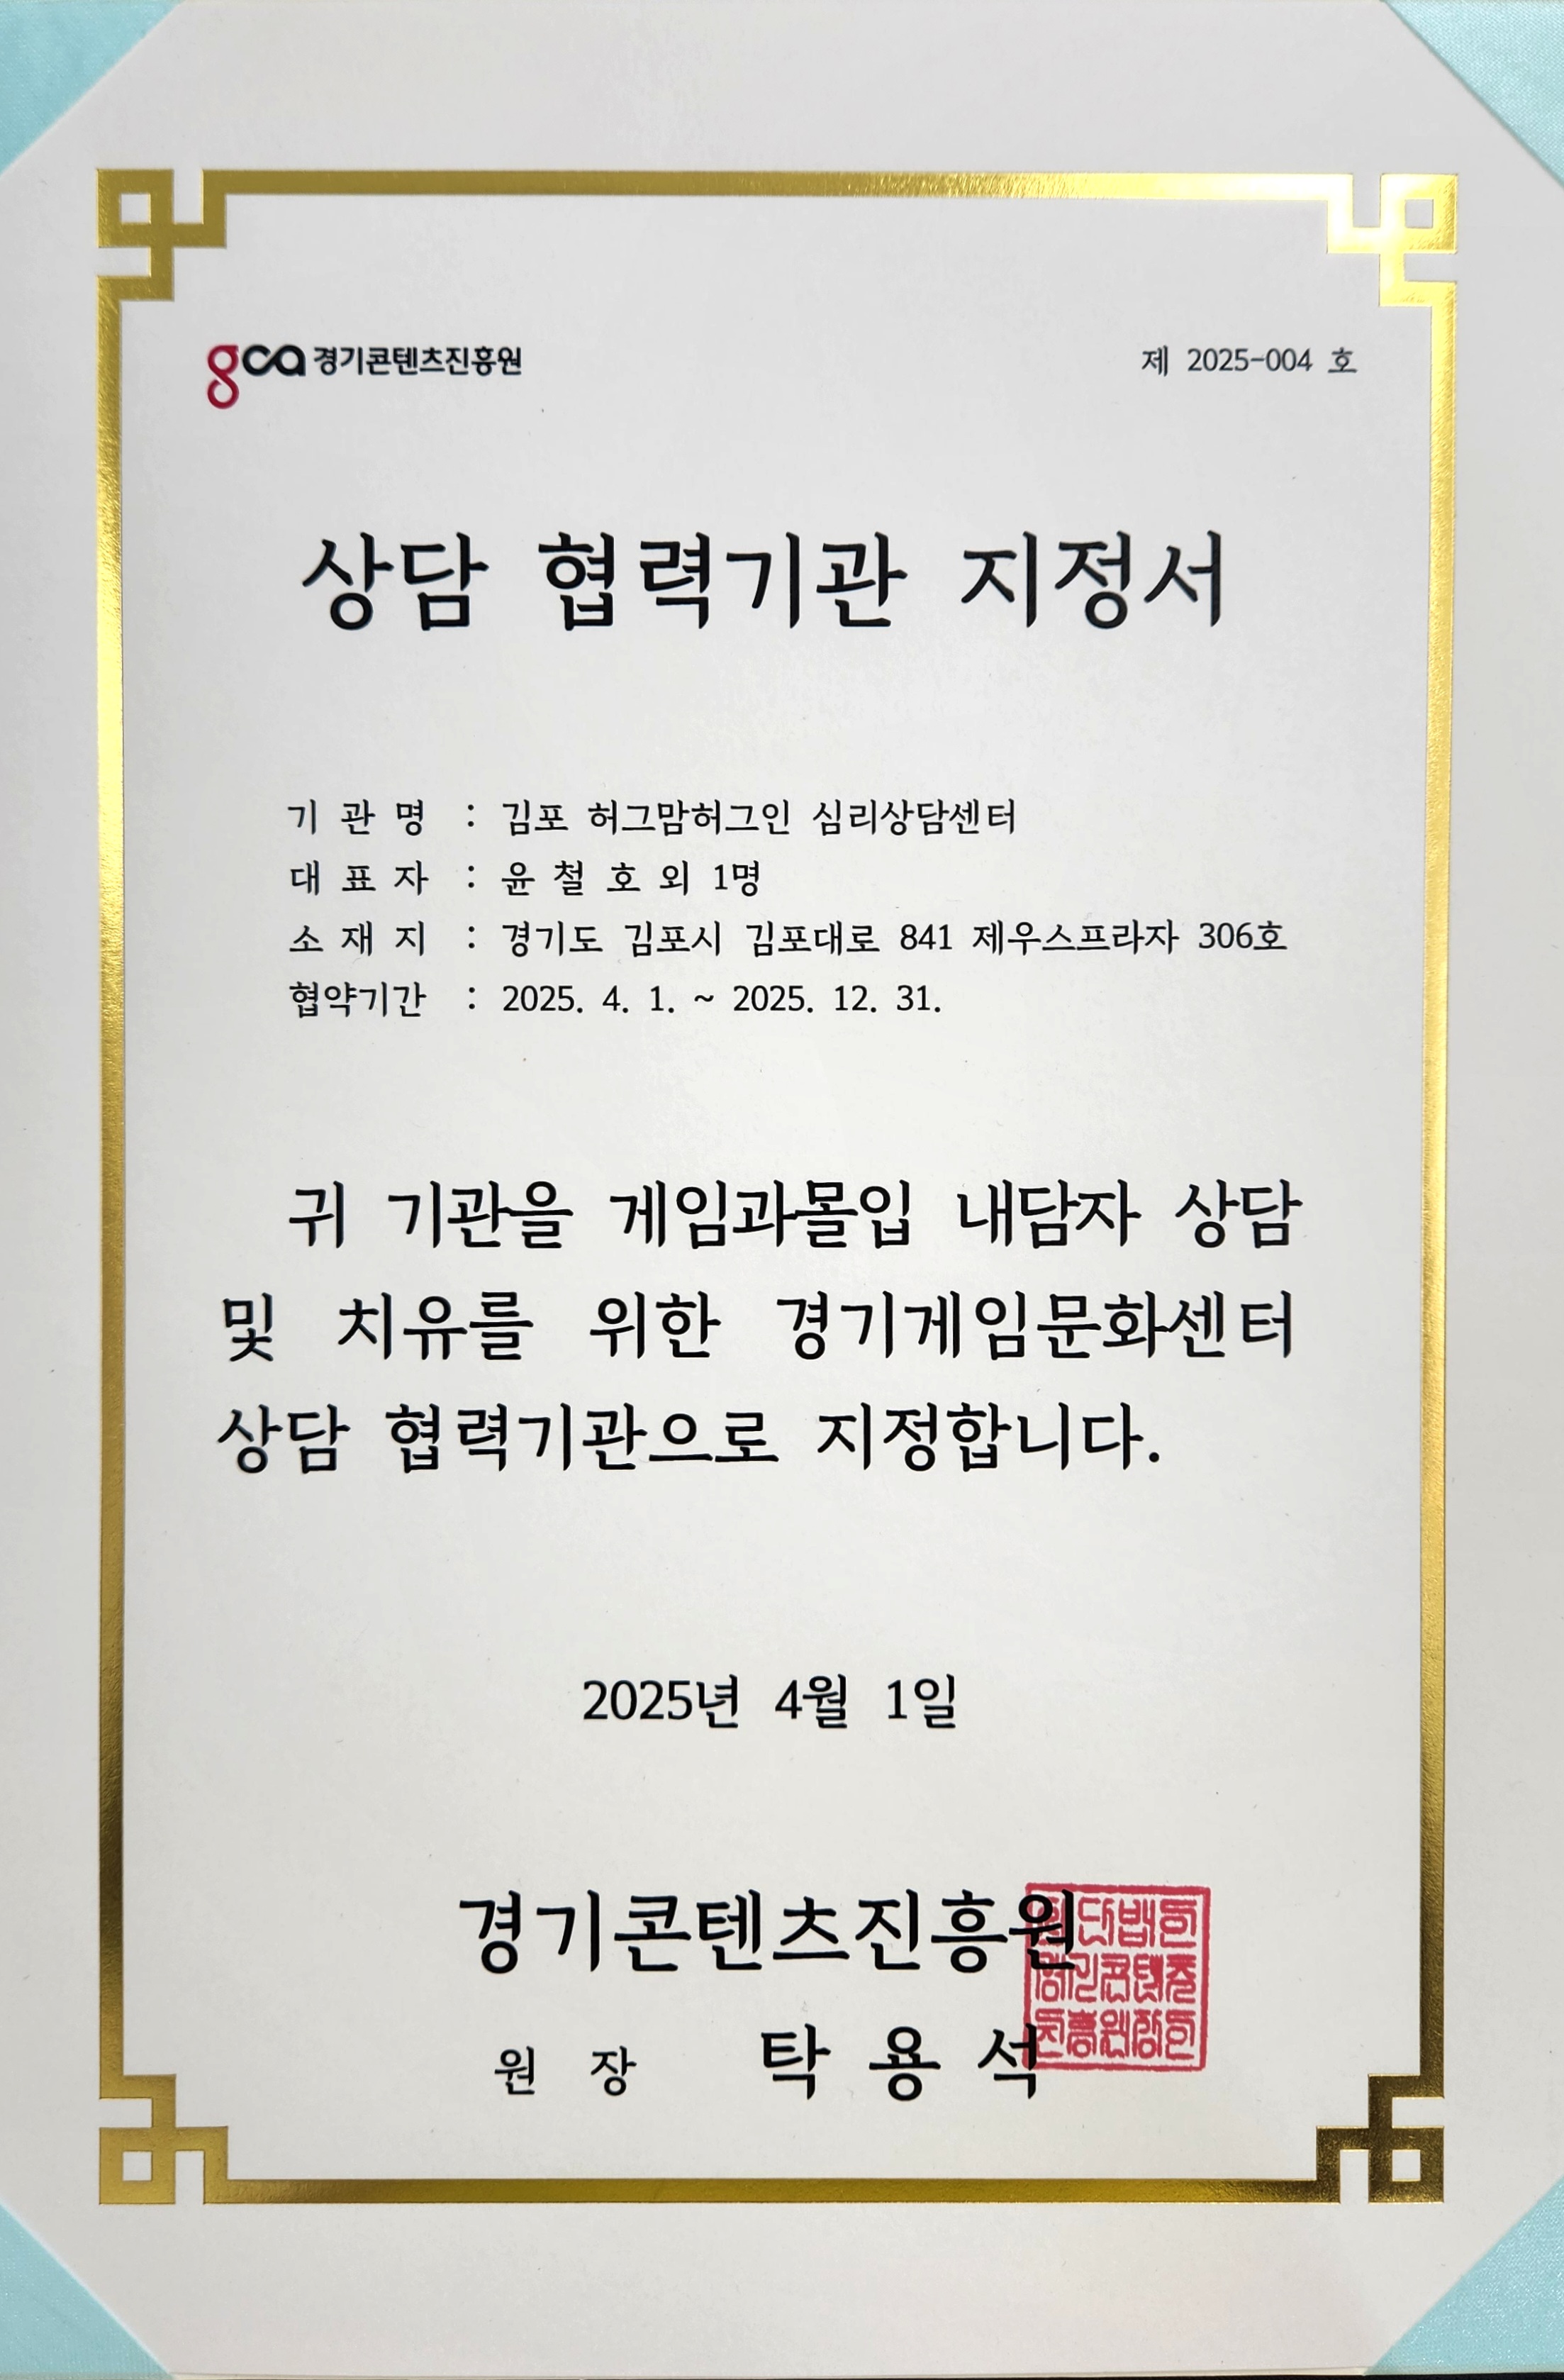 gca 경기콘텐츠진흥원
제 2025-004 호
상담 협력기관 지정서
기 관 명 : 김포 허그맘허그인 심리상담센터
대 표 자 : 윤 철 호 외 1명
소 재 지 : 경기도 김포시 김포대로 841 제우스프라자 306호
협약기간 : 2025. 4. 1. ~ 2025. 12. 31.
귀 기관을 게임과몰입 내담자 상담
및 치유를 위한 경기게임문화센터
상담 협력기관으로 지정합니다.
2025년 4월 1일
경기콘텐츠진흥원
원 장 탁 용 석